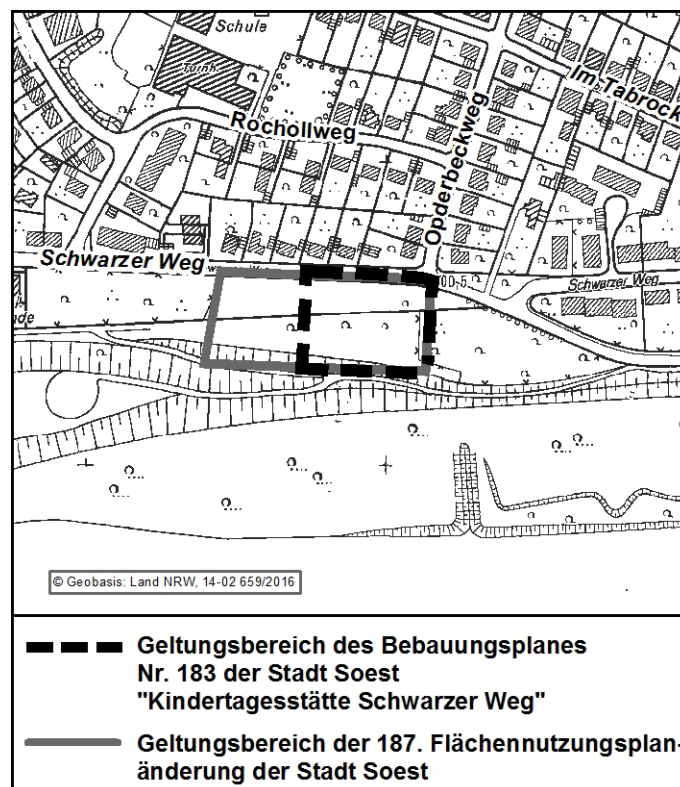 Schule
Turnh.
Im Tabrock
Rochollweg
Opderbeckweg
Schwarzer Weg
Schwarzer Weg
© Geobasis: Land NRW, 14-02 659/2016
Geltungsbereich des Bebauungsplanes
Nr. 183 der Stadt Soest
"Kindertagesstätte Schwarzer Weg"
Geltungsbereich der 187. Flächennutzungsplan-
änderung der Stadt Soest